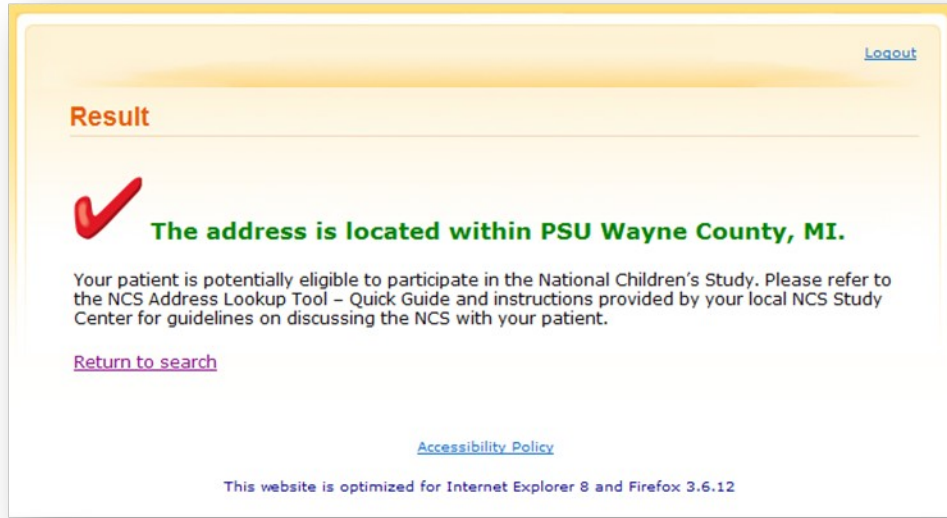 Logout
Result
The address is located within PSU Wayne County, MI.
Your patient is potentially eligible to participate in the National Children’s Study. Please refer to
the NCS Address Lookup Tool – Quick Guide and instructions provided by your local NCS Study
Center for guidelines on discussing the NCS with your patient.
Return to search
Accessibility Policy
This website is optimized for Internet Explorer 8 and Firefox 3.6.12